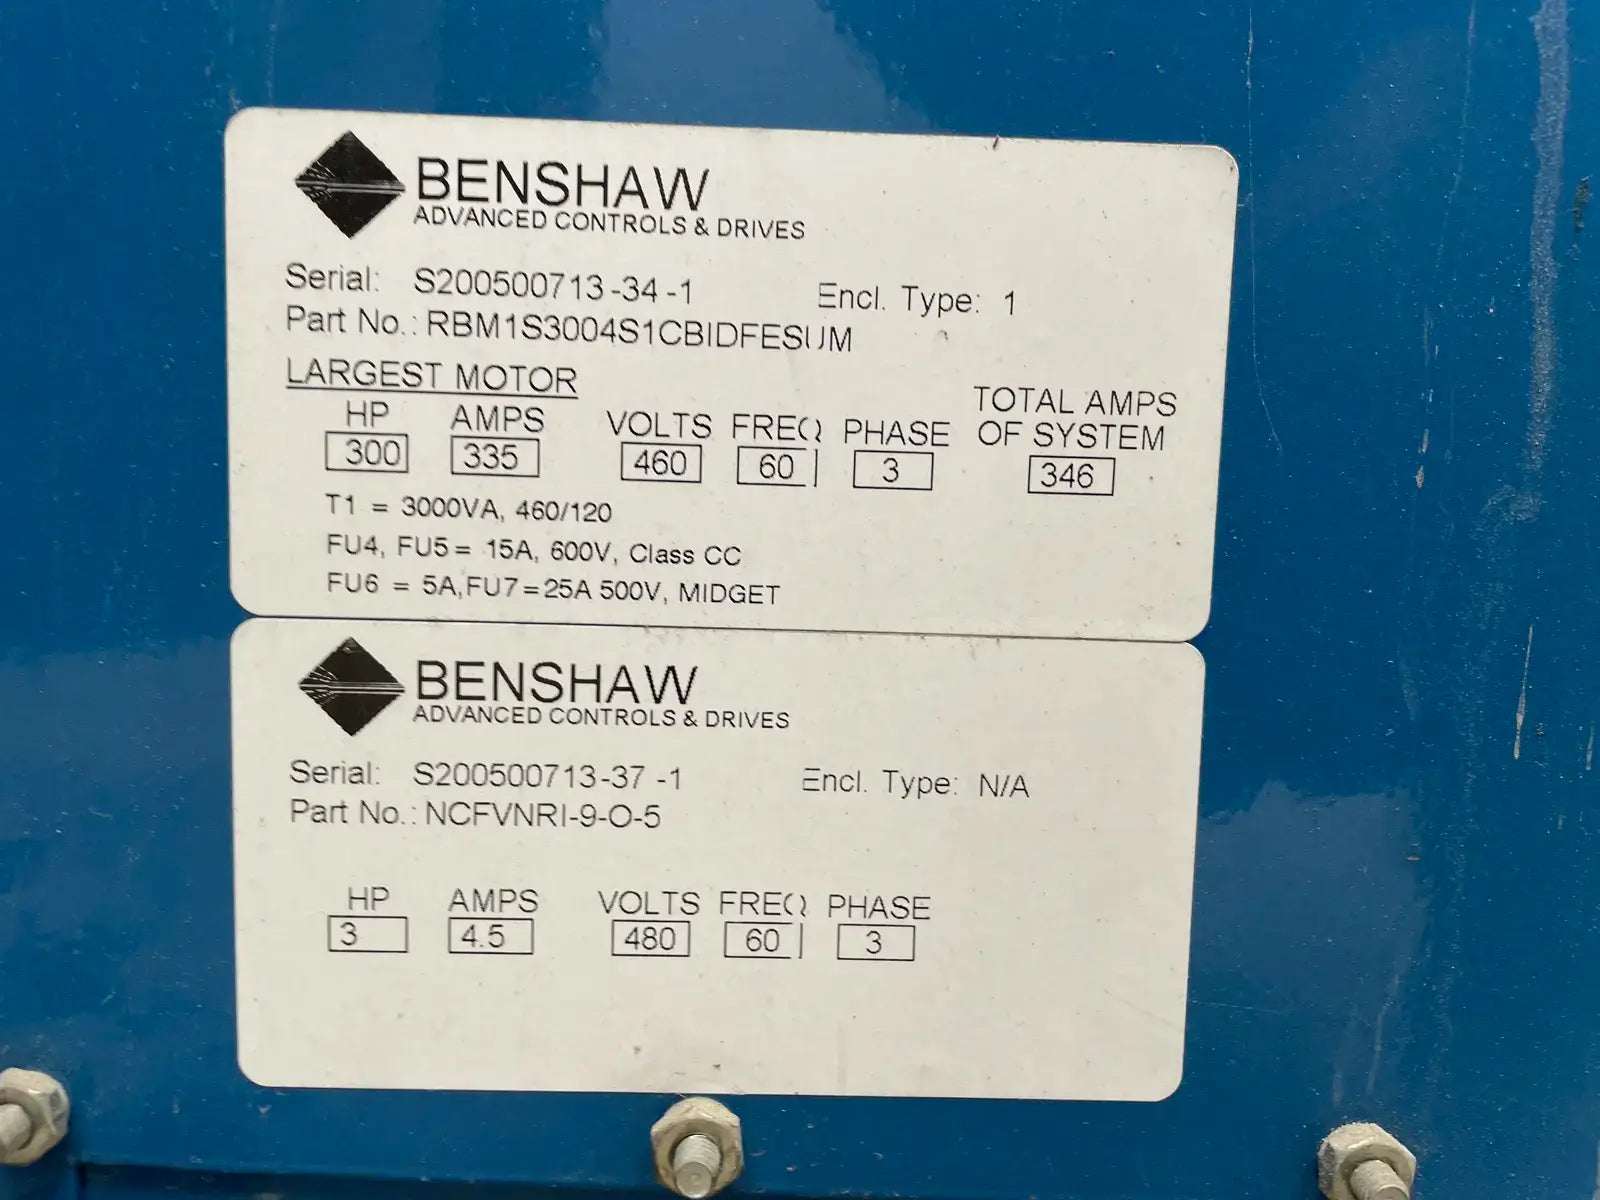 BENSHAW
ADVANCED CONTROLS & DRIVES
Serial: S200500713-34-1 Encl. Type: 1
Part No.: RBM1S3004S1CBIDFESUM
LARGEST MOTOR
HP AMPS VOLTS FREQ PHASE TOTAL AMPS OF SYSTEM
300 335 460 60 3 346
T1 = 3000VA, 460/120
FU4, FU5= 15A, 600V, Class CC
FU6 = 5A,FU7=25A 500V, MIDGET
BENSHAW
ADVANCED CONTROLS & DRIVES
Serial: S200500713-37-1 Encl. Type: N/A
Part No.: NCFVNRI-9-O-5
HP AMPS VOLTS FREQ PHASE
3 4.5 480 60 3